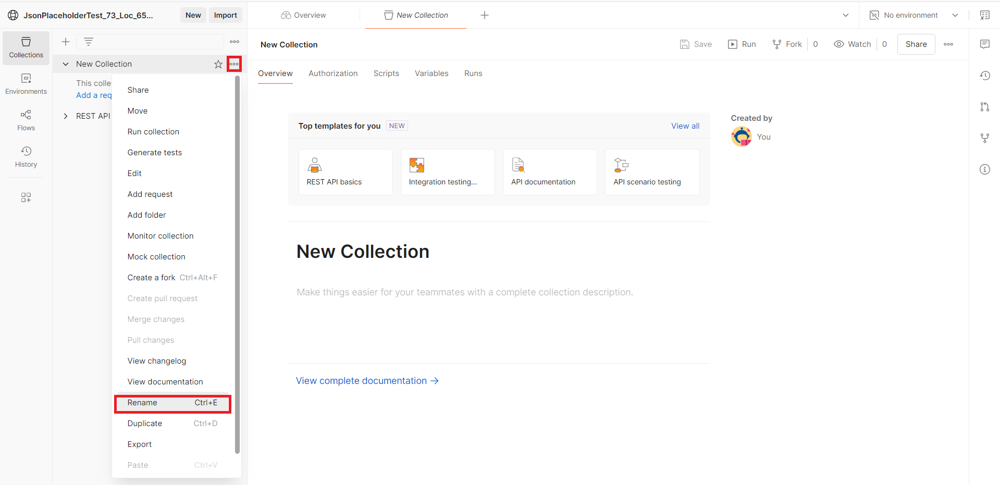 JsonPlaceholderTest_73_Loc_65...
New
Import
Overview
New Collection
No environment
Collections
Environments
Flows
History
New Collection
This colle
Add a req
REST API
Share
Move
Run collection
Generate tests
Edit
Add request
Add folder
Monitor collection
Mock collection
Create a fork Ctrl+Alt+F
Create pull request
Merge changes
Pull changes
View changelog
View documentation
Rename Ctrl+E
Duplicate Ctrl+D
Export
Paste Ctrl+V
New Collection
Save
Run
Fork 0
Watch 0
Share
Overview
Authorization
Scripts
Variables
Runs
Top templates for you NEW
View all
REST API basics
Integration testing...
API documentation
API scenario testing
Created by
You
New Collection
Make things easier for your teammates with a complete collection description.
View complete documentation →